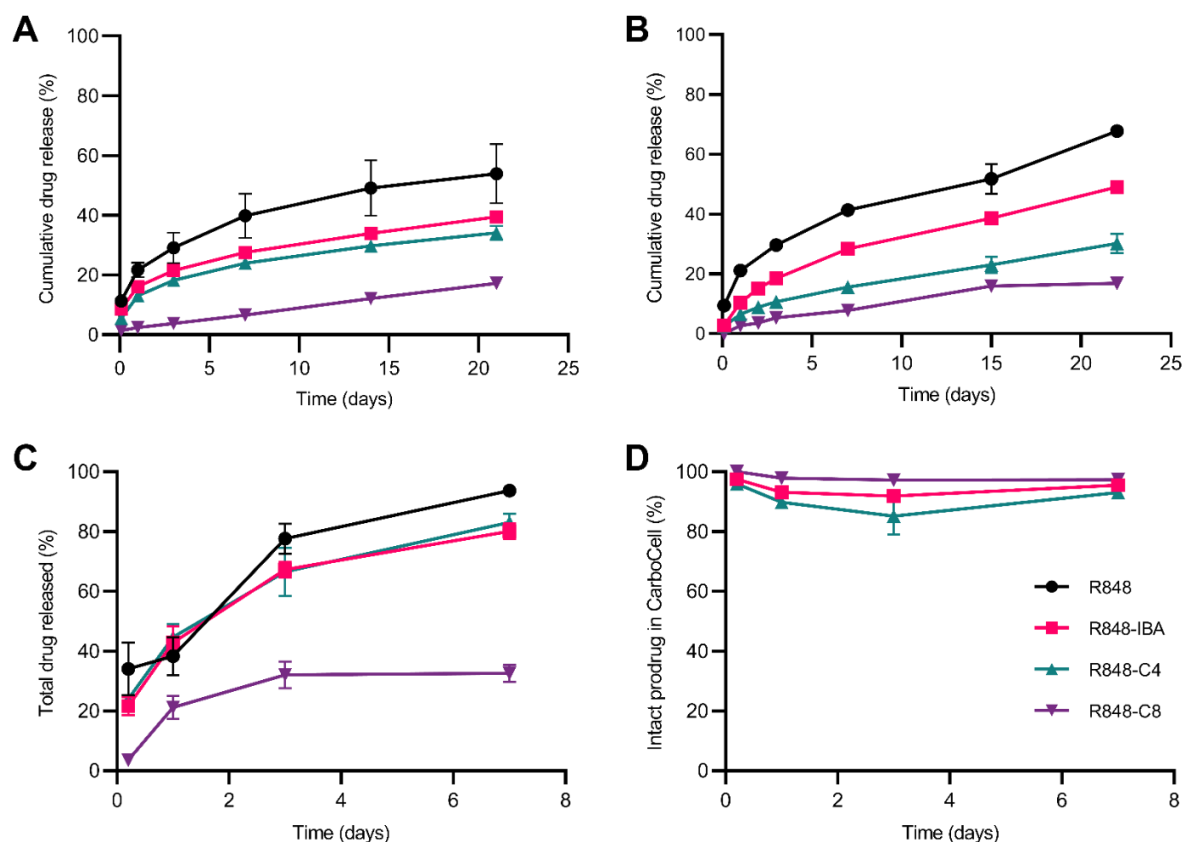 A
Cumulative drug release (%)
100
80
60
40
20
0
0 5 10 15 20 25
Time (days)
B
Cumulative drug release (%)
100
80
60
40
20
0
0 5 10 15 20 25
Time (days)
C
Total drug released (%)
100
80
60
40
20
0
0 2 4 6 8
Time (days)
D
Intact prodrug in CarboCell (%)
100
80
60
40
20
0
0 2 4 6 8
Time (days)
R848
R848-IBA
R848-C4
R848-C8